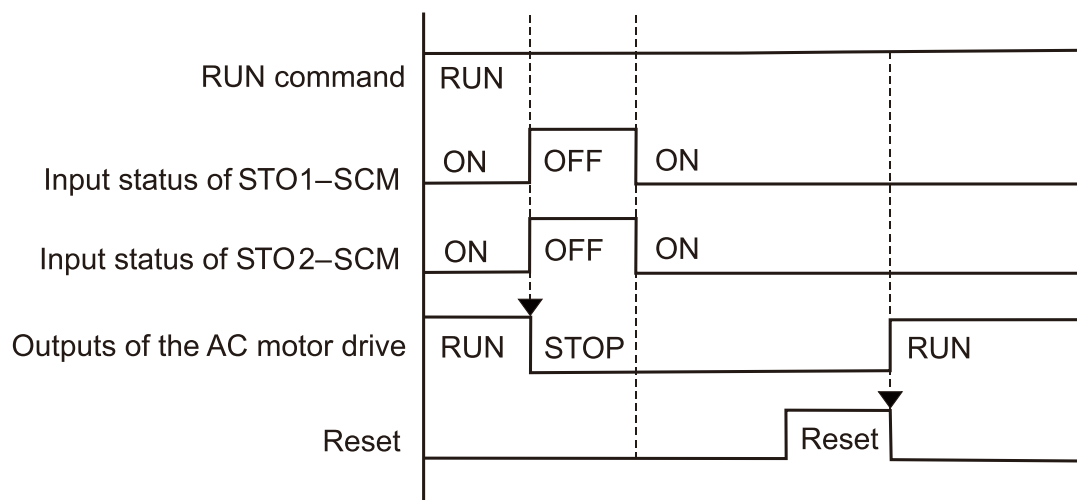 RUN command RUN
Input status of STO1–SCM ON OFF ON
Input status of STO2–SCM ON OFF ON
Outputs of the AC motor drive RUN STOP RUN
Reset Reset